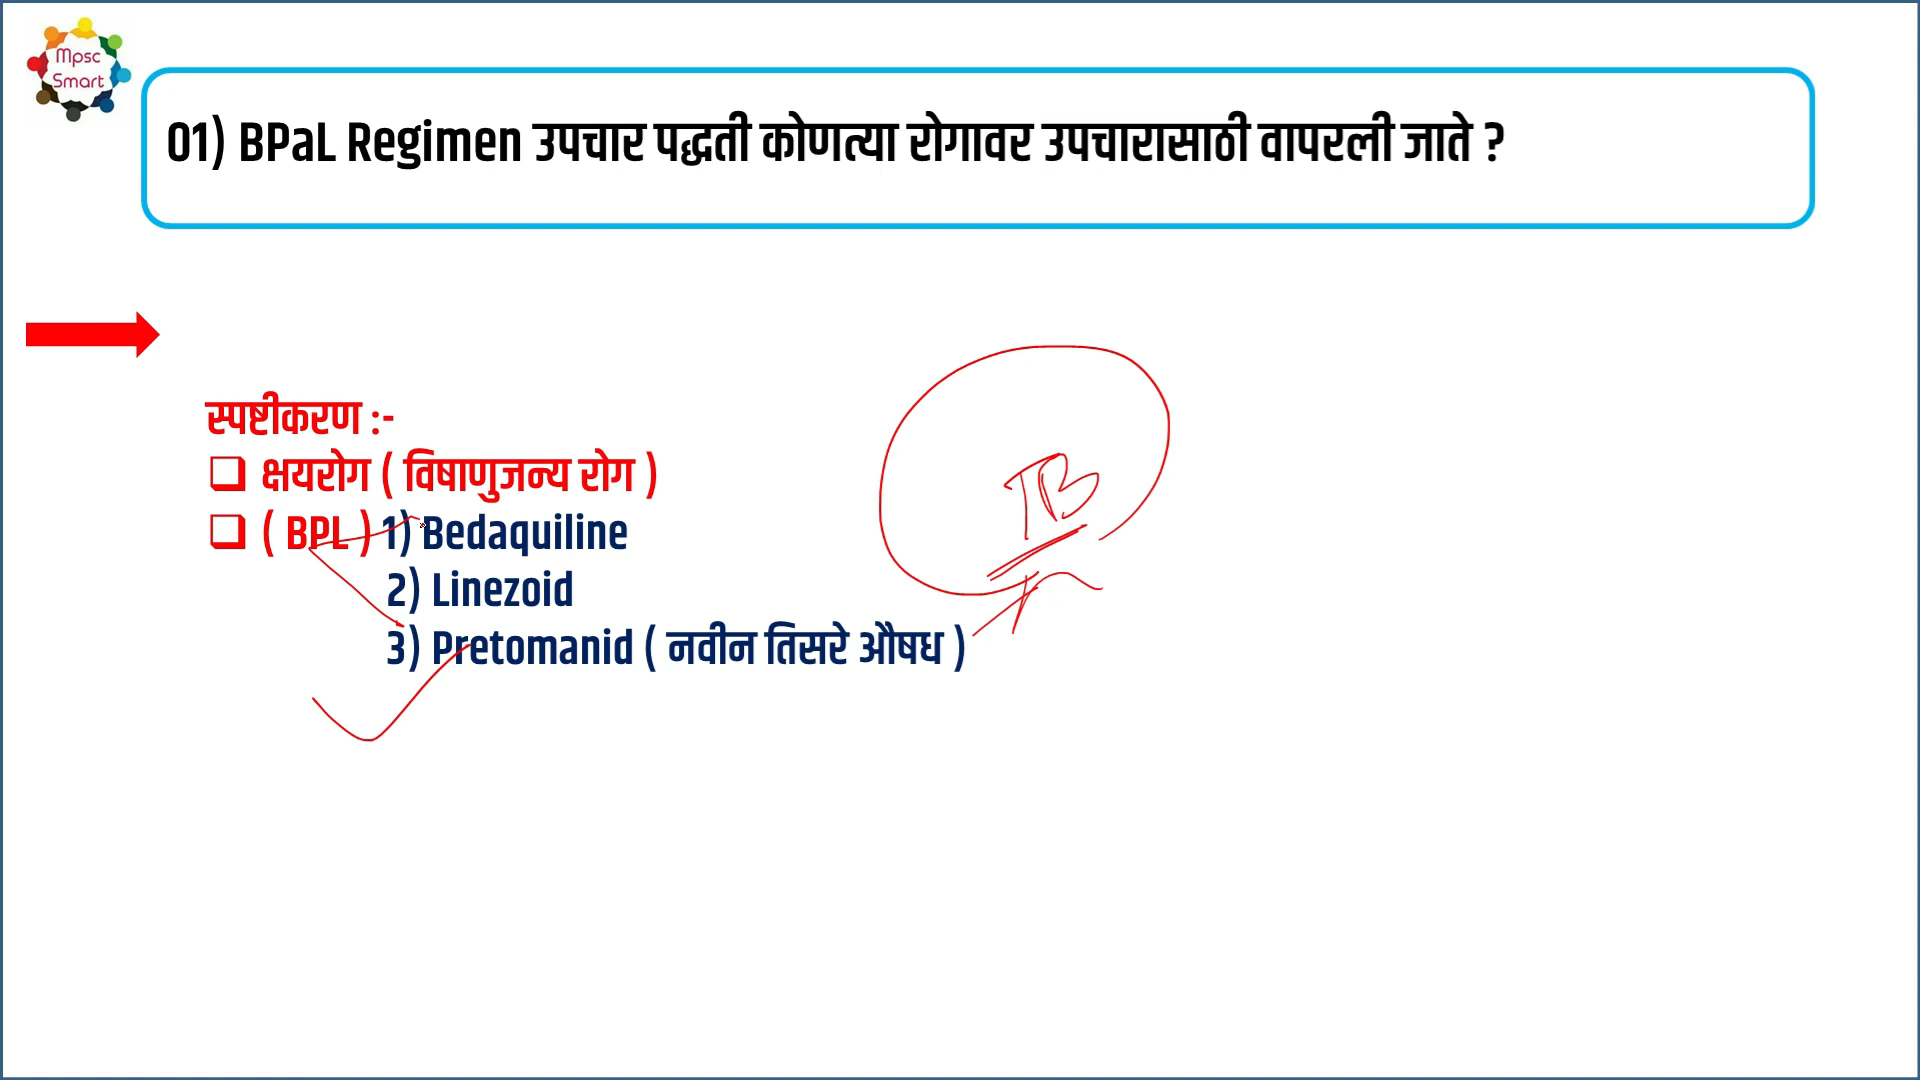 Mpsc
Smart
01) BPaL Regimen उपचार पद्धती कोणत्या रोगावर उपचारासाठी वापरली जाते ?
स्पष्टीकरण :-
❑ क्षयरोग ( विषाणुजन्य रोग )
❑ ( BPL ) 1) Bedaquiline
2) Linezoid
3) Pretomanid ( नवीन तिसरे औषध )
TB